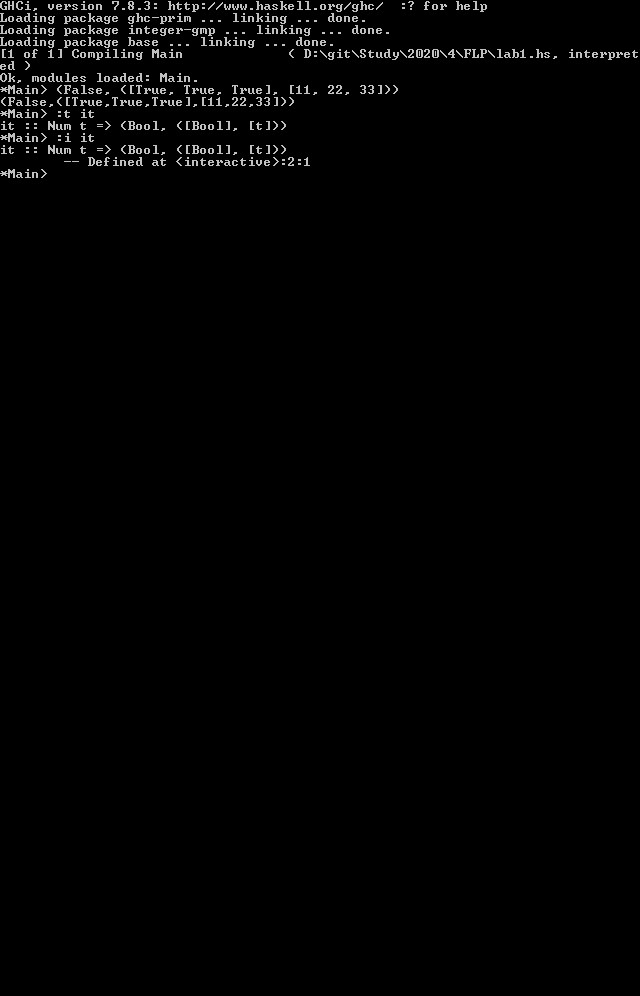 GHCi, version 7.8.3: http://www.haskell.org/ghc/  :? for help
Loading package ghc-prim ... linking ... done.
Loading package integer-gmp ... linking ... done.
Loading package base ... linking ... done.
[1 of 1] Compiling Main             ( D:\git\Study\2020\4\FLP\lab1.hs, interpret
ed )
Ok, modules loaded: Main.
*Main> (False, ([True, True, True], [11, 22, 33]))
(False,([True,True,True],[11,22,33]))
*Main> :t it
it :: Num t => (Bool, ([Bool], [t]))
*Main> :i it
it :: Num t => (Bool, ([Bool], [t]))
        -- Defined at <interactive>:2:1
*Main>